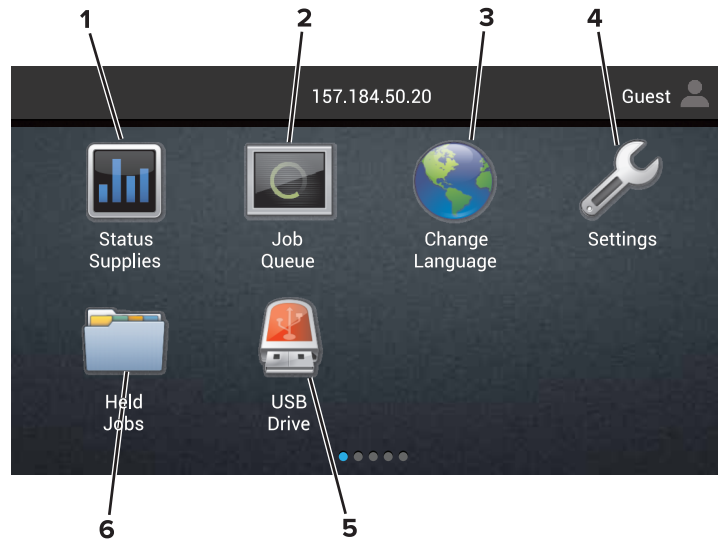 1 2 3 4
157.184.50.20 Guest
Status
Supplies
Job
Queue
Change
Language
Settings
Held
Jobs
USB
Drive
6 5